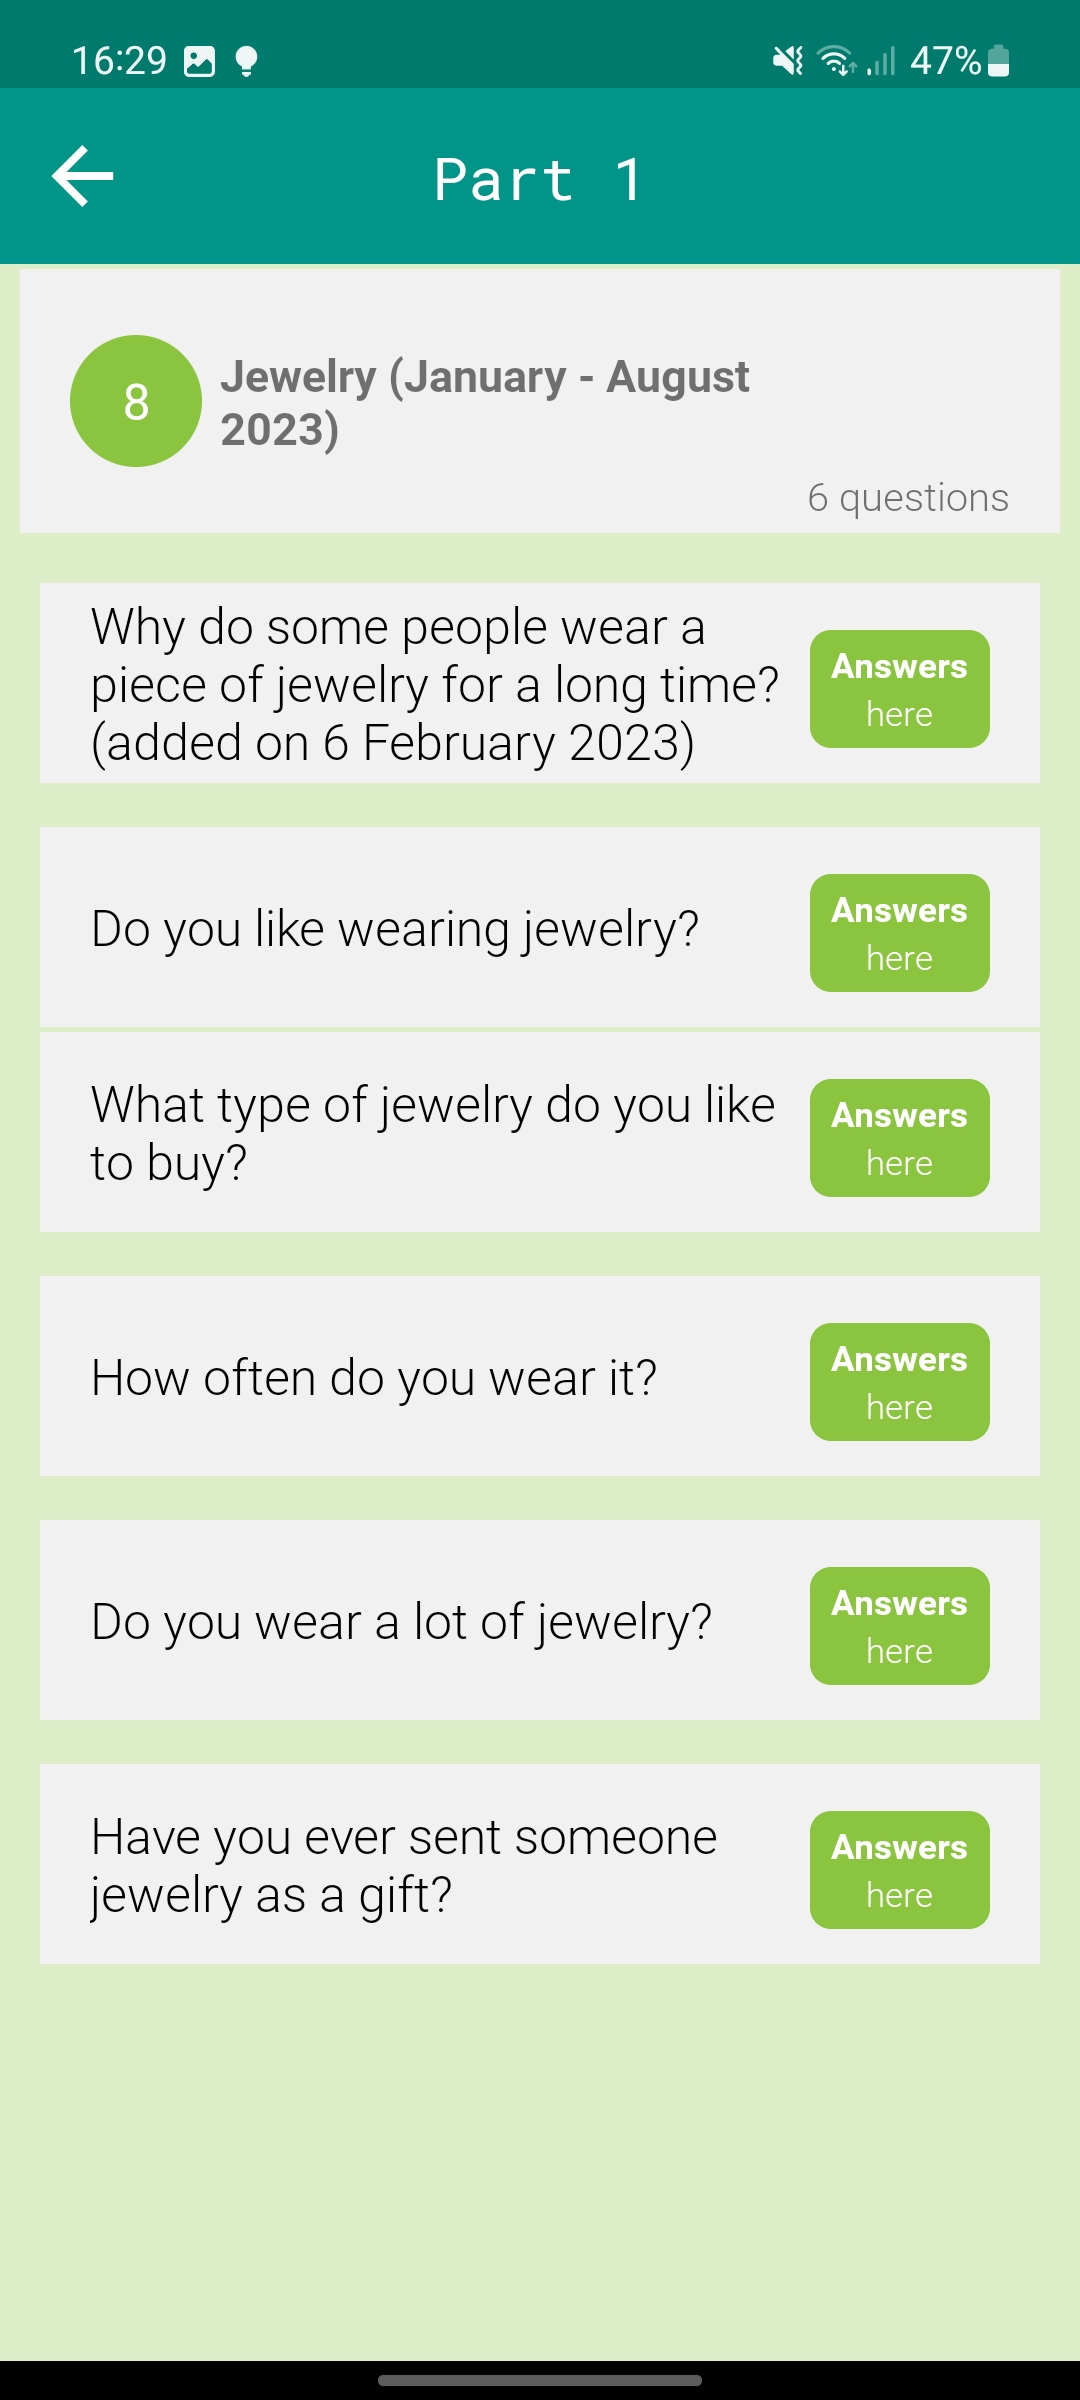 16:29
47%
Part 1
8
Jewelry (January - August
2023)
6 questions
Why do some people wear a
piece of jewelry for a long time?
(added on 6 February 2023)
Answers
here
Do you like wearing jewelry?
Answers
here
What type of jewelry do you like
to buy?
Answers
here
How often do you wear it?
Answers
here
Do you wear a lot of jewelry?
Answers
here
Have you ever sent someone
jewelry as a gift?
Answers
here